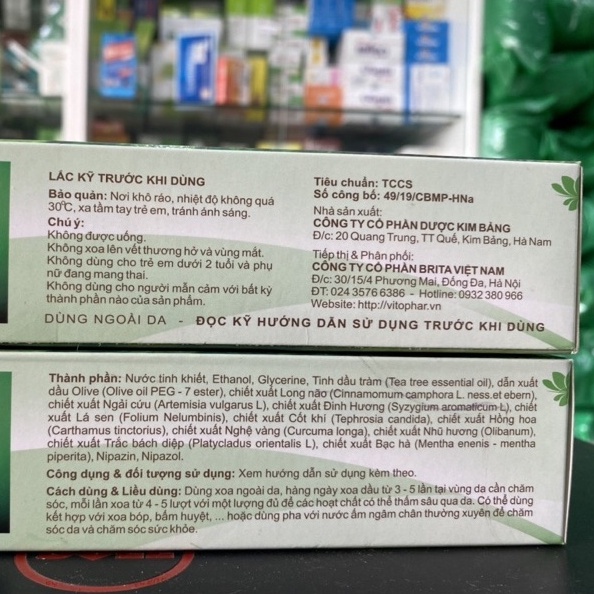 LẮC KỸ TRƯỚC KHI DÙNG
Bảo quản: Nơi khô ráo, nhiệt độ không quá
30°C, xa tầm tay trẻ em, tránh ánh sáng.
Chú ý:
Không được uống.
Không xoa lên vết thương hở và vùng mắt.
Không dùng cho trẻ em dưới 2 tuổi và phụ
nữ đang mang thai.
Không dùng cho người mẫn cảm với bất kỳ
thành phần nào của sản phẩm.
Tiêu chuẩn: TCCS
Số công bố: 49/19/CBMP-HNa
Nhà sản xuất:
CÔNG TY CỔ PHẦN DƯỢC KIM BẢNG
Đ/c: 20 Quang Trung, TT Quế, Kim Bảng, Hà Nam
Tiếp thị & Phân phối:
CÔNG TY CỔ PHẦN BRITA VIỆT NAM
Đ/c: 30/15/4 Phương Mai, Đống Đa, Hà Nội
ĐT: 024 3576 6386 - Hotline: 0932 380 966
Website: http://vitophar.vn
DÙNG NGOÀI DA - ĐỌC KỸ HƯỚNG DẪN SỬ DỤNG TRƯỚC KHI DÙNG
Thành phần: Nước tinh khiết, Ethanol, Glycerine, Tinh dầu tràm (Tea tree essential oil), dẫn xuất
dầu Olive (Olive oil PEG - 7 ester), chiết xuất Long não (Cinnamomum camphora L. ness.et ebern),
chiết xuất Ngải cứu (Artemisia vulgarus L), chiết xuất Đinh Hương (Syzygium aromaticum L), chiết
xuất Lá sen (Folium Nelumbinis), chiết xuất Cốt khí (Tephrosia candida), chiết xuất Hồng hoa
(Carthamus tinctorius), chiết xuất Nghệ vàng (Curcuma longa), chiết xuất Nhũ hương (Olibanum),
chiết xuất Trắc bách diệp (Platycladus orientalis L), chiết xuất Bạc hà (Mentha enenis - mentha
piperita), Nipazin, Nipazol.
Công dụng & đối tượng sử dụng: Xem hướng dẫn sử dụng kèm theo.
Cách dùng & Liều dùng: Dùng xoa ngoài da, hàng ngày xoa dầu từ 3 - 5 lần tại vùng da cần chăm
sóc, mỗi lần xoa từ 4 - 5 lượt với một lượng đủ để các hoạt chất có thể thấm sâu qua da. Có thể dùng
kết hợp với xoa bóp, bấm huyệt, ... hoặc dùng pha với nước ấm ngâm chân thường xuyên để chăm
sóc da và chăm sóc sức khỏe.